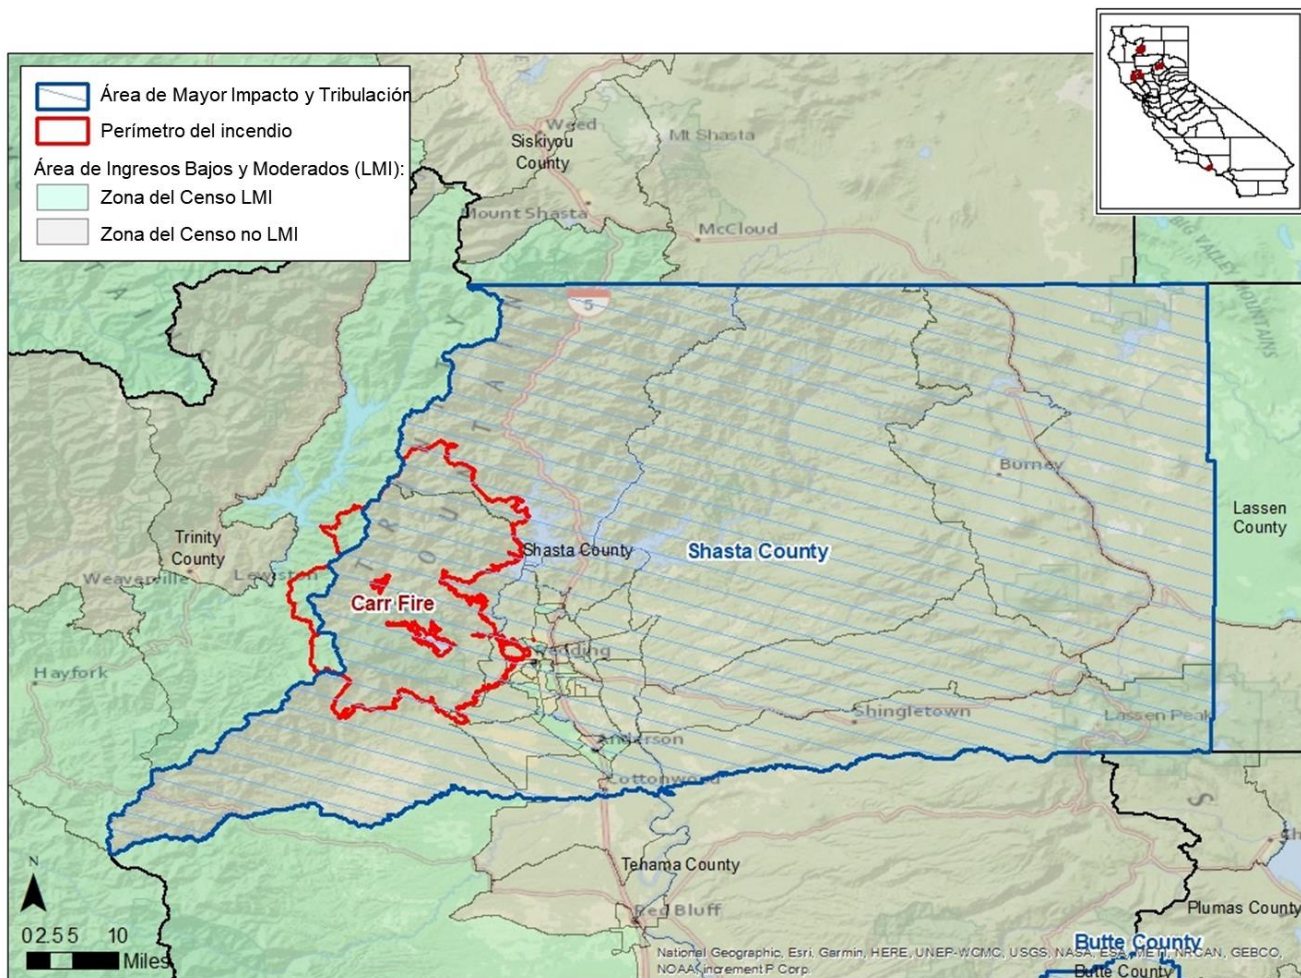 Área de Mayor Impacto y Tribulación
Perímetro del incendio
Área de Ingresos Bajos y Moderados (LMI):
Zona del Censo LMI
Zona del Censo no LMI
Weed
Siskiyou
County
Mt Shasta
Mount Shasta
McCloud
BIG VALLEY MOUNTAINS
5
Burney
Lassen
County
Trinity
County
Weaverville
Lewiston
Shasta County
Shasta County
Carr Fire
Redding
Hayfork
Shingletown
Lassen Peak
Anderson
Cottonwood
Tehama County
Red Bluff
Plumas County
Butte County
Butte County
N
0 2.5 5 10
Miles
National Geographic, Esri, Garmin, HERE, UNEP-WCMC, USGS, NASA, ESA, METI, NRCAN, GEBCO,
NOAA, increment P Corp.